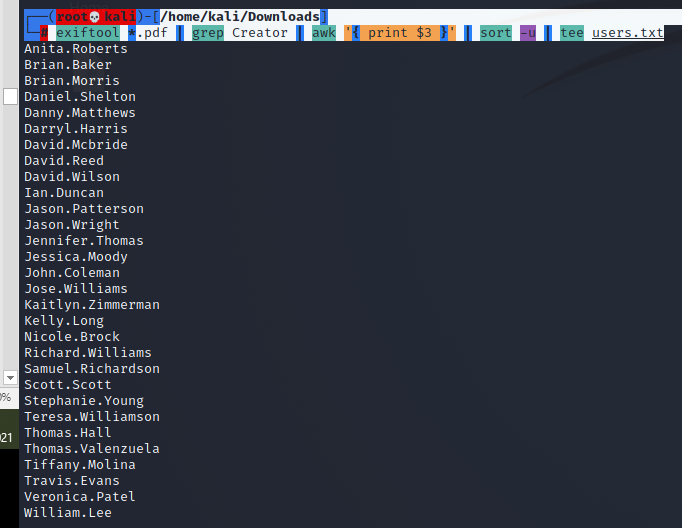 ┌──(root💀kali)-[/home/kali/Downloads]
└─# exiftool *.pdf | grep Creator | awk '{ print $3 }' | sort -u | tee users.txt
Anita.Roberts
Brian.Baker
Brian.Morris
Daniel.Shelton
Danny.Matthews
Darryl.Harris
David.Mcbride
David.Reed
David.Wilson
Ian.Duncan
Jason.Patterson
Jason.Wright
Jennifer.Thomas
Jessica.Moody
John.Coleman
Jose.Williams
Kaitlyn.Zimmerman
Kelly.Long
Nicole.Brock
Richard.Williams
Samuel.Richardson
Scott.Scott
Stephanie.Young
Teresa.Williamson
Thomas.Hall
Thomas.Valenzuela
Tiffany.Molina
Travis.Evans
Veronica.Patel
William.Lee
0%
021